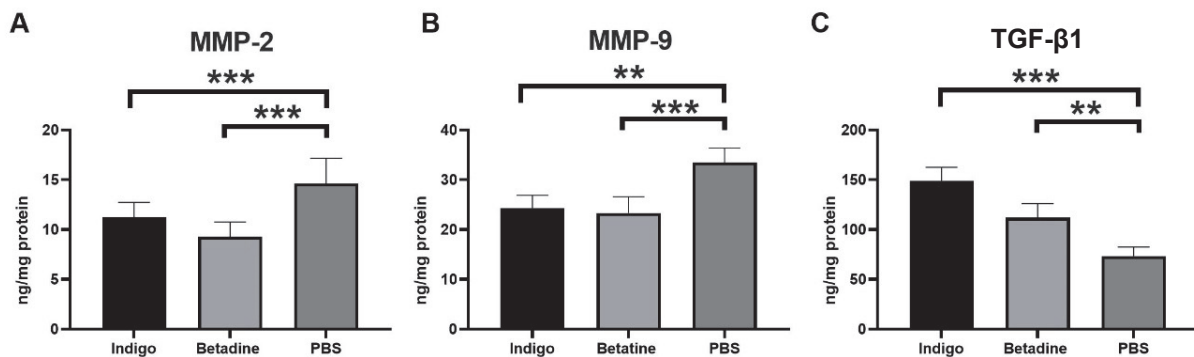 A
MMP-2
***
***
20
15
10
5
0
ng/mg protein
Indigo Betadine PBS
B
MMP-9
**
***
40
30
20
10
0
ng/mg protein
Indigo Betatine PBS
C
TGF-β1
***
**
200
150
100
50
0
ng/mg protein
Indigo Betadine PBS